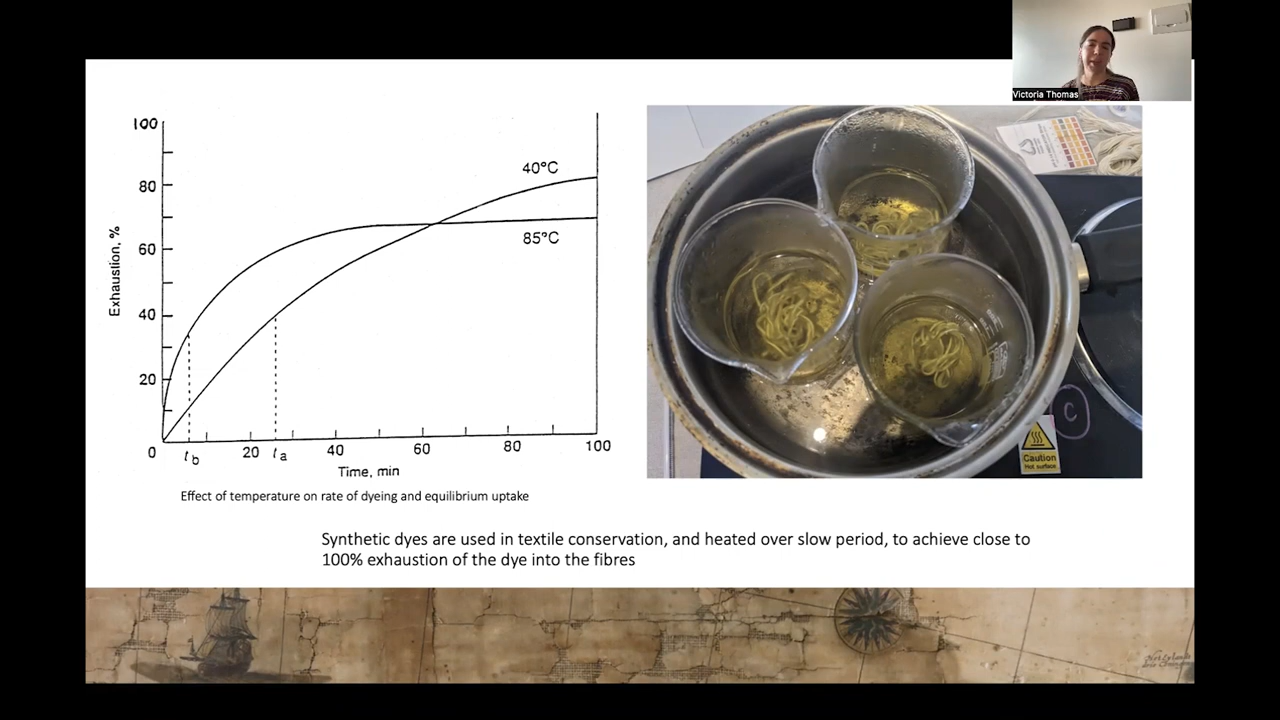 Victoria Thomas
100
80
60
40
20
0
Exhaustion, %
40°C
85°C
t b
20
t a
40
60
80
100
Time, min
Effect of temperature on rate of dyeing and equilibrium uptake
C
Caution
Hot surface
Synthetic dyes are used in textile conservation, and heated over slow period, to achieve close to
100% exhaustion of the dye into the fibres